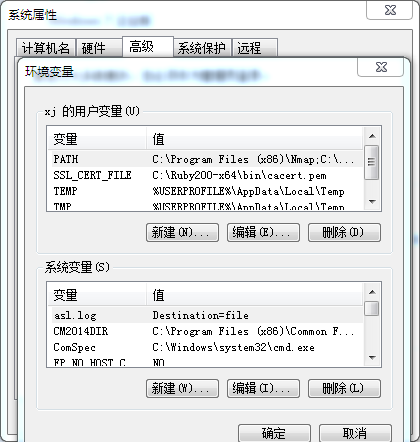 系统属性
计算机名 硬件 高级 系统保护 远程
环境变量
xj 的用户变量(U)
变量 值
PATH C:\Program Files (x86)\Nmap;C:\...
SSL_CERT_FILE C:\Ruby200-x64\bin\cacert.pem
TEMP %USERPROFILE%\AppData\Local\Temp
TMP %USERPROFILE%\AppData\Local\Temp
新建(N)... 编辑(E)... 删除(D)
系统变量(S)
变量 值
asl.log Destination=file
CM2014DIR C:\Program Files (x86)\Common F...
ComSpec C:\Windows\system32\cmd.exe
FP_NO_HOST_C NO
新建(W)... 编辑(I)... 删除(L)
确定 取消